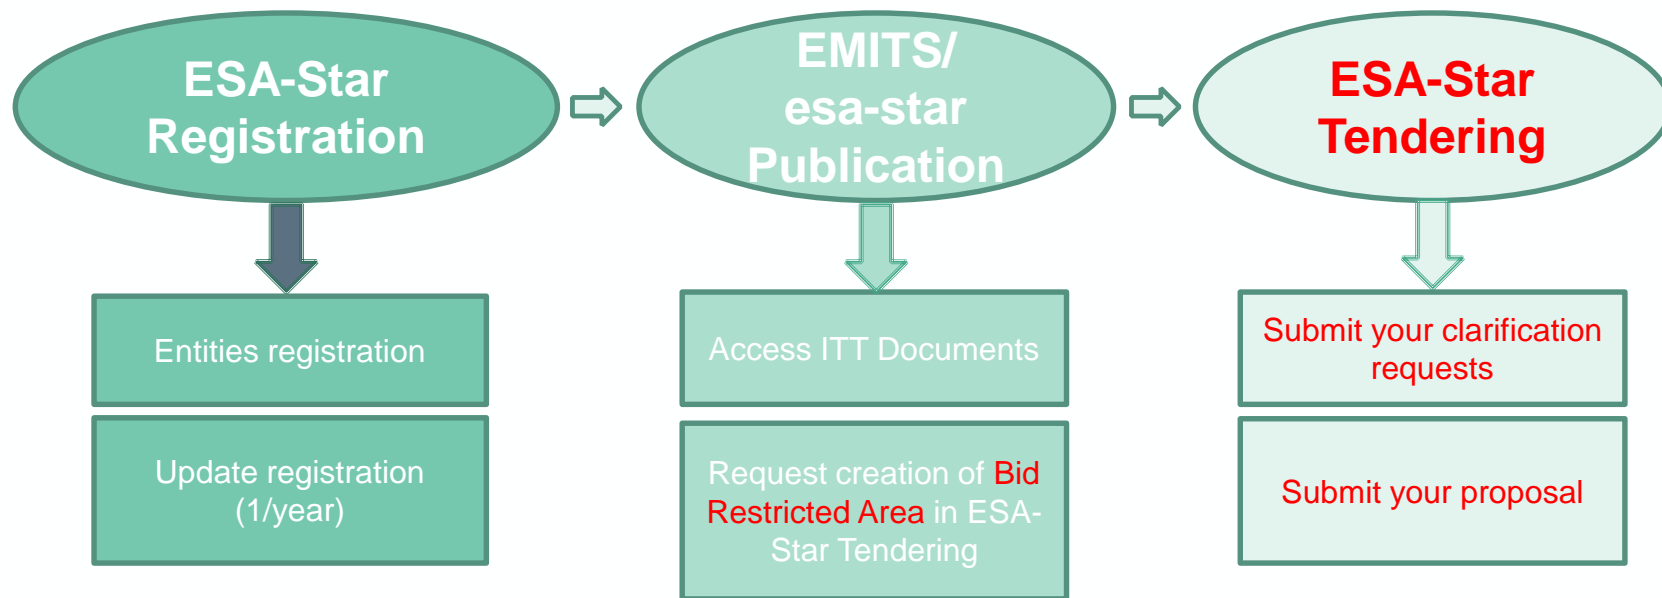 ESA-Star
Registration
EMITS/
esa-star
Publication
ESA-Star
Tendering
Entities registration
Update registration
(1/year)
Access ITT Documents
Request creation of Bid
Restricted Area in ESA-
Star Tendering
Submit your clarification
requests
Submit your proposal